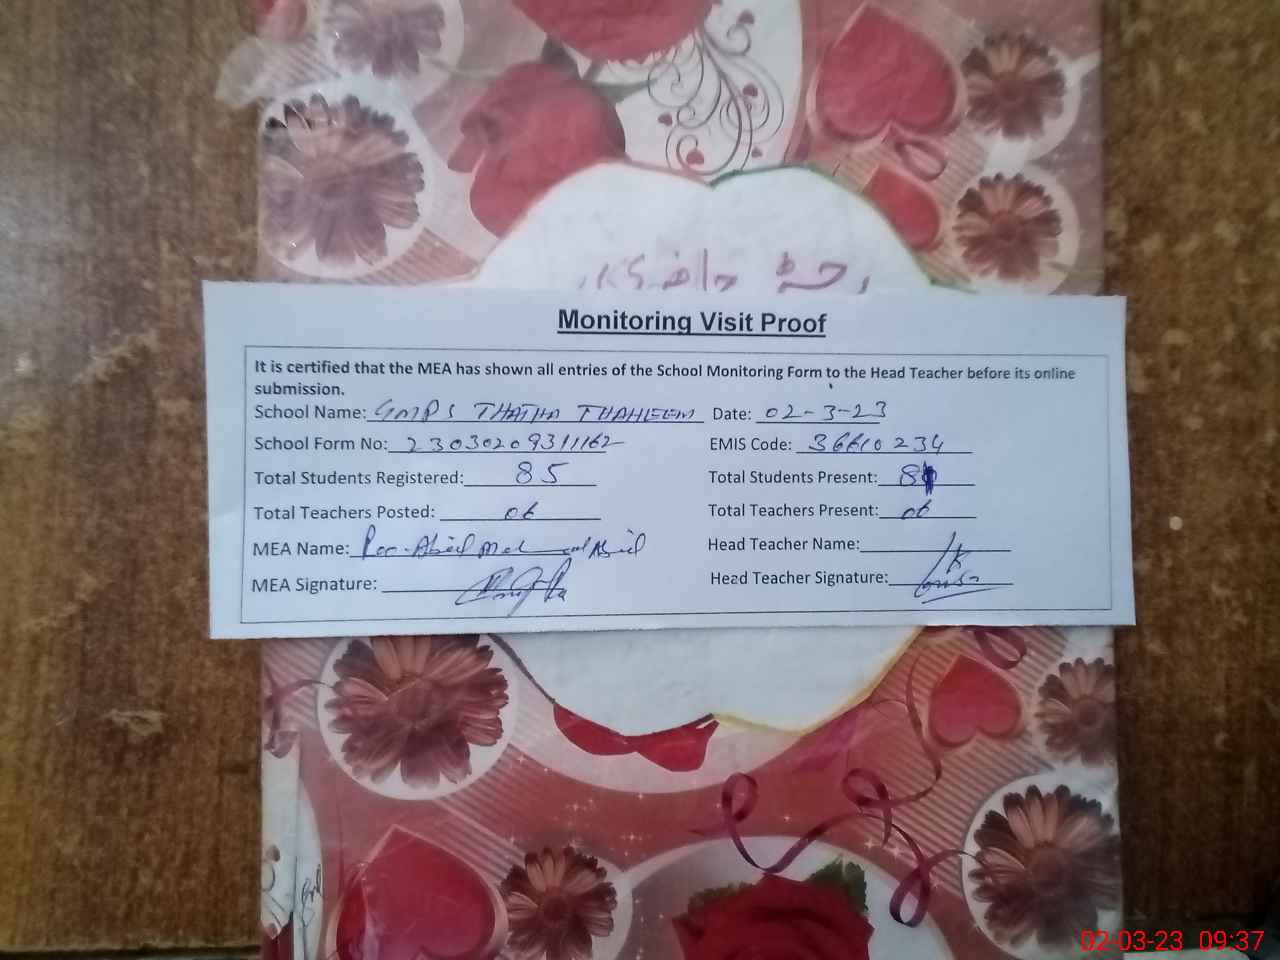 رجسٹر حاضری
Monitoring Visit Proof
It is certified that the MEA has shown all entries of the School Monitoring Form to the Head Teacher before its online
submission.
School Name: GMPS THATHA THAHLEEM Date: 02-3-23
School Form No: 23030209311162 EMIS Code: 36610234
Total Students Registered: 85 Total Students Present:
Total Teachers Posted: 06 Total Teachers Present: 06
MEA Name: Head Teacher Name:
MEA Signature: Head Teacher Signature:
02-03-23 09:37